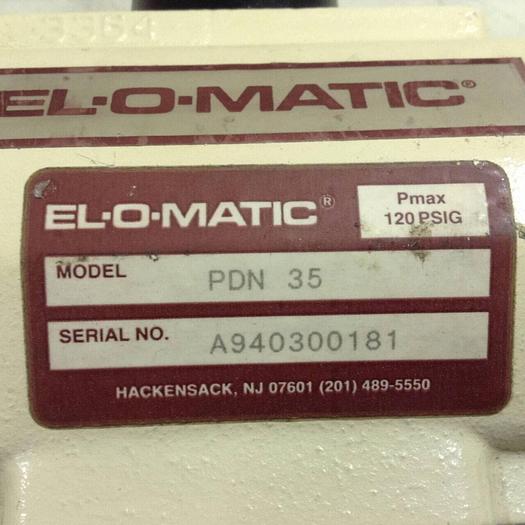 3364
EL-O-MATIC®
EL-O-MATIC®
Pmax
120 PSIG
MODEL PDN 35
SERIAL NO. A940300181
HACKENSACK, NJ 07601 (201) 489-5550